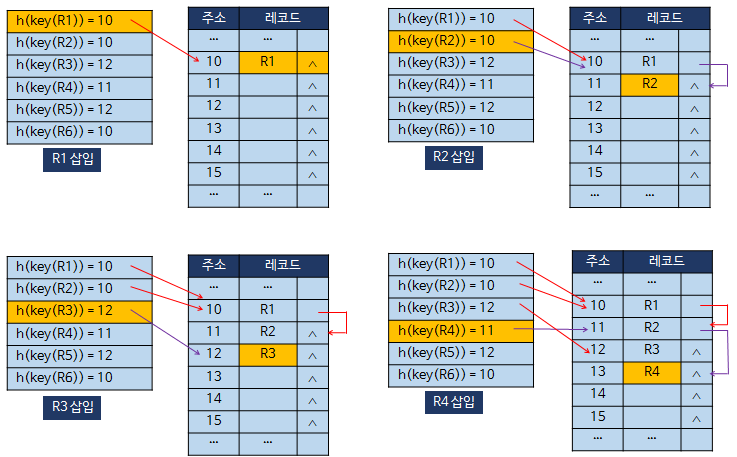 h(key(R1)) = 10
h(key(R2)) = 10
h(key(R3)) = 12
h(key(R4)) = 11
h(key(R5)) = 12
h(key(R6)) = 10
R1 삽입
주소 레코드
... ...
10 R1 ㅅ
11 ㅅ
12 ㅅ
13 ㅅ
14 ㅅ
15 ㅅ
... ...
h(key(R1)) = 10
h(key(R2)) = 10
h(key(R3)) = 12
h(key(R4)) = 11
h(key(R5)) = 12
h(key(R6)) = 10
R2 삽입
주소 레코드
... ...
10 R1
11 R2 ㅅ
12 ㅅ
13 ㅅ
14 ㅅ
15 ㅅ
... ...
h(key(R1)) = 10
h(key(R2)) = 10
h(key(R3)) = 12
h(key(R4)) = 11
h(key(R5)) = 12
h(key(R6)) = 10
R3 삽입
주소 레코드
... ...
10 R1
11 R2 ㅅ
12 R3 ㅅ
13 ㅅ
14 ㅅ
15 ㅅ
... ...
h(key(R1)) = 10
h(key(R2)) = 10
h(key(R3)) = 12
h(key(R4)) = 11
h(key(R5)) = 12
h(key(R6)) = 10
R4 삽입
주소 레코드
... ...
10 R1
11 R2
12 R3 ㅅ
13 R4 ㅅ
14 ㅅ
15 ㅅ
... ...